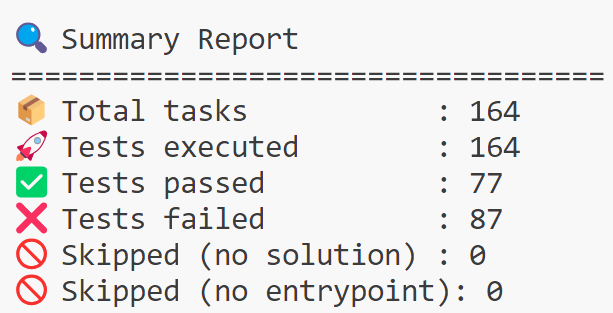 🔍 Summary Report
===================================
📦 Total tasks           : 164
🚀 Tests executed        : 164
✅ Tests passed          : 77
❌ Tests failed          : 87
🚫 Skipped (no solution) : 0
🚫 Skipped (no entrypoint): 0